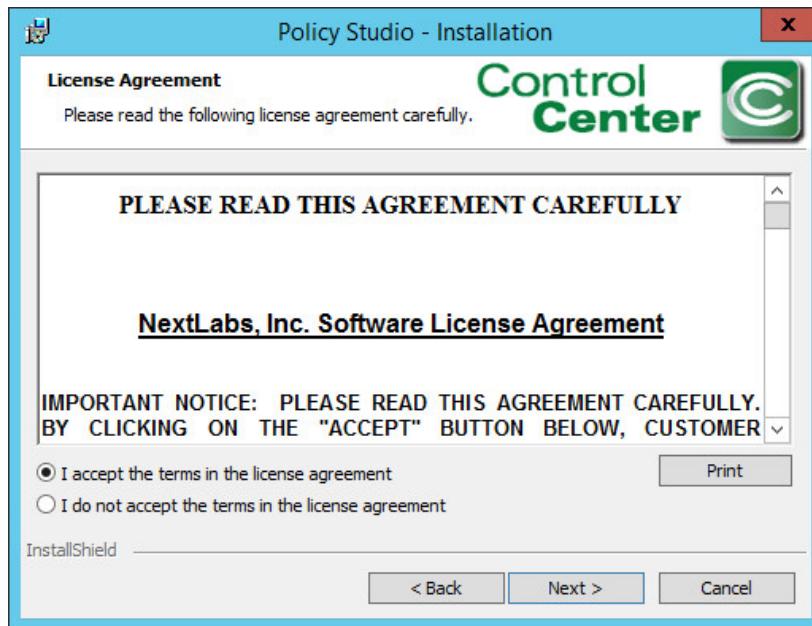 Policy Studio - Installation
x
License Agreement
Please read the following license agreement carefully.
Control
Center
PLEASE READ THIS AGREEMENT CAREFULLY
NextLabs, Inc. Software License Agreement
IMPORTANT NOTICE: PLEASE READ THIS AGREEMENT CAREFULLY.
BY CLICKING ON THE "ACCEPT" BUTTON BELOW, CUSTOMER
I accept the terms in the license agreement
Print
I do not accept the terms in the license agreement
InstallShield
< Back
Next >
Cancel